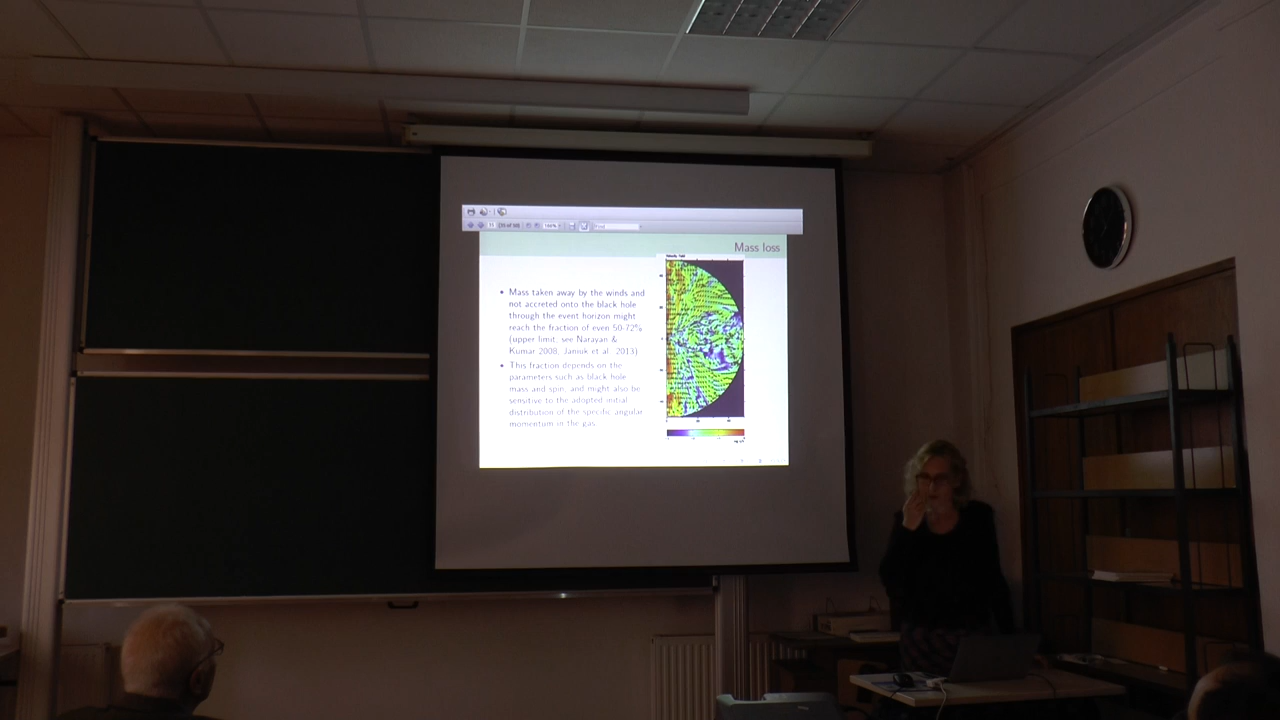 100%
Mass loss
• Mass taken away by the winds and
not accreted onto the black hole
through the event horizon might
reach the fraction of even 50-72%
(upper limit, see Narayan &
Kumar 2008, Janiuk et al. 2013)
• This fraction depends on the
parameters such as black hole
mass and spin, and might also be
sensitive to the adopted initial
distribution of the specific angular
momentum in the gas.